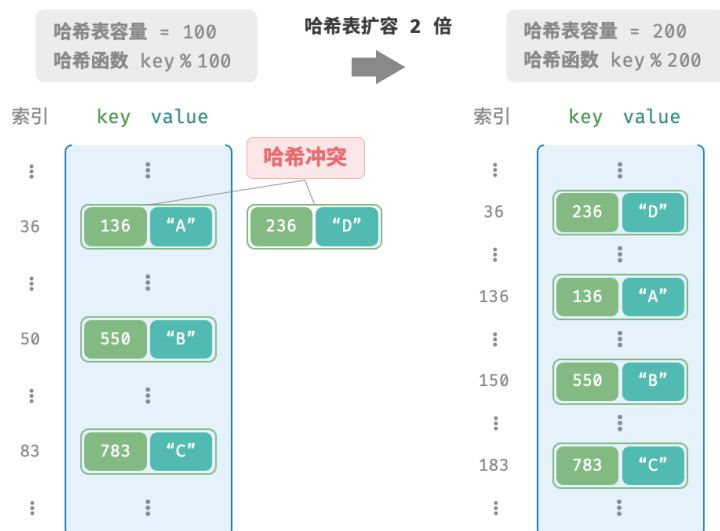 哈希表容量 = 100
哈希函数 key % 100
哈希表扩容 2 倍
哈希表容量 = 200
哈希函数 key % 200
索引 key value
哈希冲突
36 136 “A” 236 “D”
50 550 “B”
83 783 “C”
索引 key value
36 236 “D”
136 136 “A”
150 550 “B”
183 783 “C”